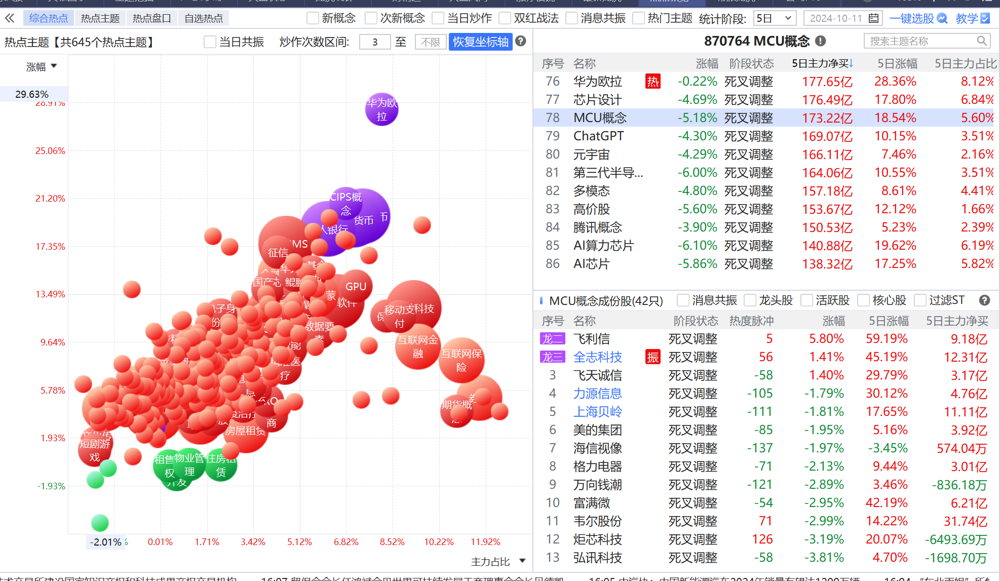 综合热点 热点主题 热点盘口 自选热点 新概念 次新概念 当日炒作 双红战法 消息共振 热门主题 统计阶段: 5日 2024-10-11 一键选股 教学
热点主题【共645个热点主题】 当日共振 炒作次数区间: 3 至 不限 恢复坐标轴
涨幅
29.63%
28.91%
25.06%
21.20%
17.35%
13.49%
9.64%
5.78%
1.93%
-1.93%
华为欧
拉
CIPS概
念
货币 币
人银行
MS
征信
国产芯
鲲鹏
GPU
蒙
软件
移动支 科技
付
保
数据要
素
电子身
份
互联网金
融
互联网保
险
期货概
念
精准医
疗
商
房屋租赁
短剧游
戏
租售
权
物业管
理
住房租
赁
开发
-2.01% 0.01% 1.71% 3.42% 5.12% 6.82% 8.52% 10.22% 11.92%
主力占比
870764 MCU概念 搜索主题名称
序号 名称 涨幅 阶段状态 5日主力净买↓ 5日涨幅 5日主力占比
76 华为欧拉 热 -0.22% 死叉调整 177.65亿 28.36% 8.12%
77 芯片设计 -4.69% 死叉调整 176.49亿 17.80% 6.84%
78 MCU概念 -5.18% 死叉调整 173.22亿 18.54% 5.60%
79 ChatGPT -4.30% 死叉调整 169.07亿 10.15% 3.51%
80 元宇宙 -4.29% 死叉调整 166.11亿 7.46% 2.16%
81 第三代半导... -6.00% 死叉调整 164.06亿 10.55% 3.51%
82 多模态 -4.80% 死叉调整 157.18亿 8.61% 4.41%
83 高价股 -5.60% 死叉调整 153.67亿 12.12% 1.66%
84 腾讯概念 -3.90% 死叉调整 150.53亿 5.23% 2.39%
85 AI算力芯片 -6.10% 死叉调整 140.88亿 19.62% 6.19%
86 AI芯片 -5.86% 死叉调整 138.32亿 17.25% 5.82%
MCU概念成份股(42只) 消息共振 龙头股 活跃股 核心股 过滤ST
序号 名称 阶段状态 热度脉冲 涨幅 5日涨幅 5日主力净买
龙二 飞利信 死叉调整 5 5.80% 59.19% 9.18亿
龙三 全志科技 振 死叉调整 56 1.41% 45.19% 12.31亿
3 飞天诚信 死叉调整 -58 1.40% 29.79% 3.17亿
4 力源信息 死叉调整 -105 -1.79% 30.12% 4.76亿
5 上海贝岭 死叉调整 -111 -1.81% 17.65% 11.11亿
6 美的集团 死叉调整 -85 -1.95% 5.16% 3.92亿
7 海信视像 死叉调整 -137 -1.97% -3.45% 574.04万
8 格力电器 死叉调整 -71 -2.13% 9.44% 3.01亿
9 万向钱潮 死叉调整 -121 -2.89% 3.46% -836.18万
10 富满微 死叉调整 -54 -2.95% 42.19% 6.21亿
11 韦尔股份 死叉调整 71 -2.99% 14.22% 31.74亿
12 炬芯科技 死叉调整 126 -3.19% 20.07% -6493.69万
13 弘讯科技 死叉调整 -58 -3.81% 4.70% -1698.70万